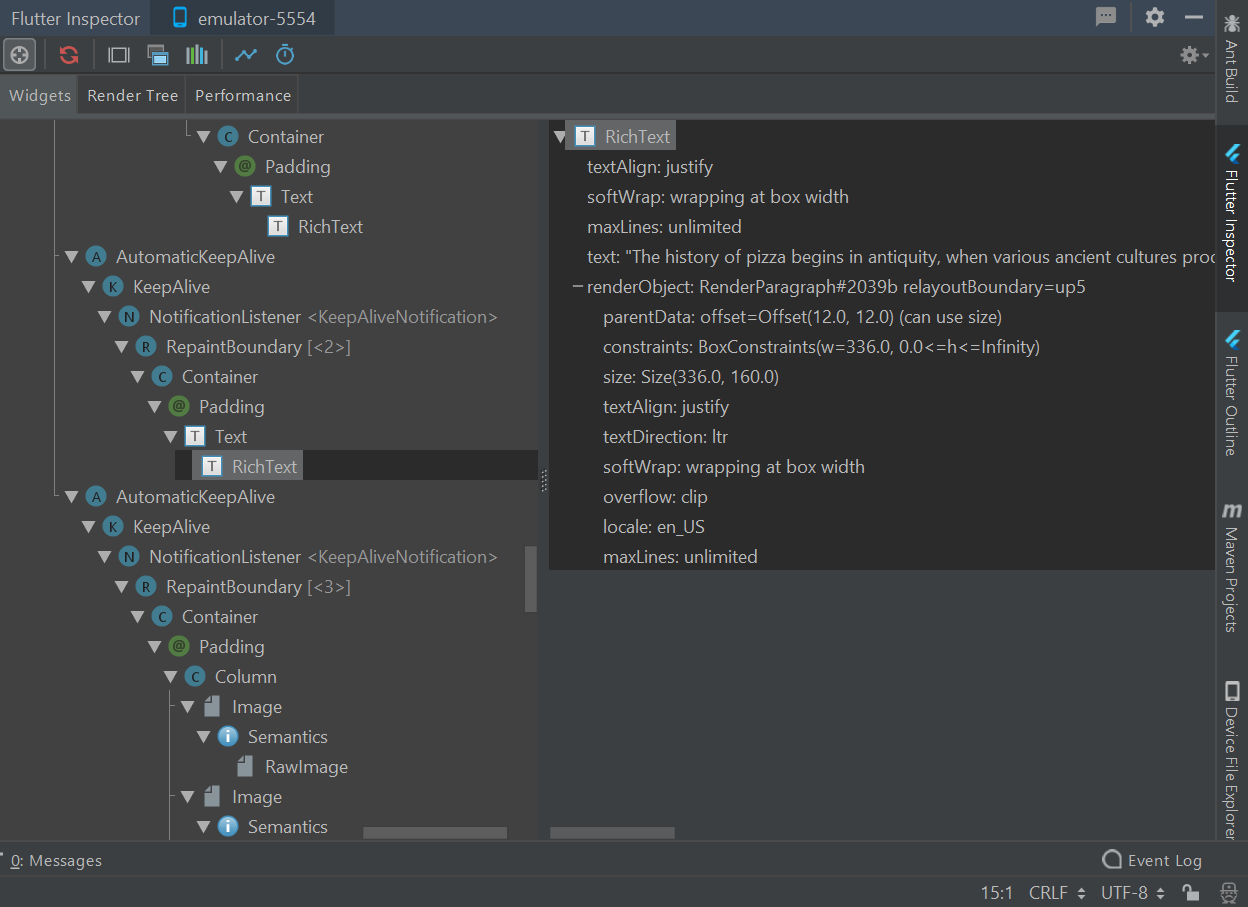 Flutter Inspector emulator-5554
Widgets Render Tree Performance
C Container
@ Padding
T Text
T RichText
A AutomaticKeepAlive
K KeepAlive
N NotificationListener <KeepAliveNotification>
R RepaintBoundary [<2>]
C Container
@ Padding
T Text
T RichText
A AutomaticKeepAlive
K KeepAlive
N NotificationListener <KeepAliveNotification>
R RepaintBoundary [<3>]
C Container
@ Padding
C Column
Image
i Semantics
RawImage
Image
i Semantics
T RichText
textAlign: justify
softWrap: wrapping at box width
maxLines: unlimited
text: "The history of pizza begins in antiquity, when various ancient cultures proc
renderObject: RenderParagraph#2039b relayoutBoundary=up5
parentData: offset=Offset(12.0, 12.0) (can use size)
constraints: BoxConstraints(w=336.0, 0.0<=h<=Infinity)
size: Size(336.0, 160.0)
textAlign: justify
textDirection: ltr
softWrap: wrapping at box width
overflow: clip
locale: en_US
maxLines: unlimited
Ant Build
Flutter Inspector
Flutter Outline
m Maven Projects
Device File Explorer
0: Messages
Event Log
15:1 CRLF UTF-8